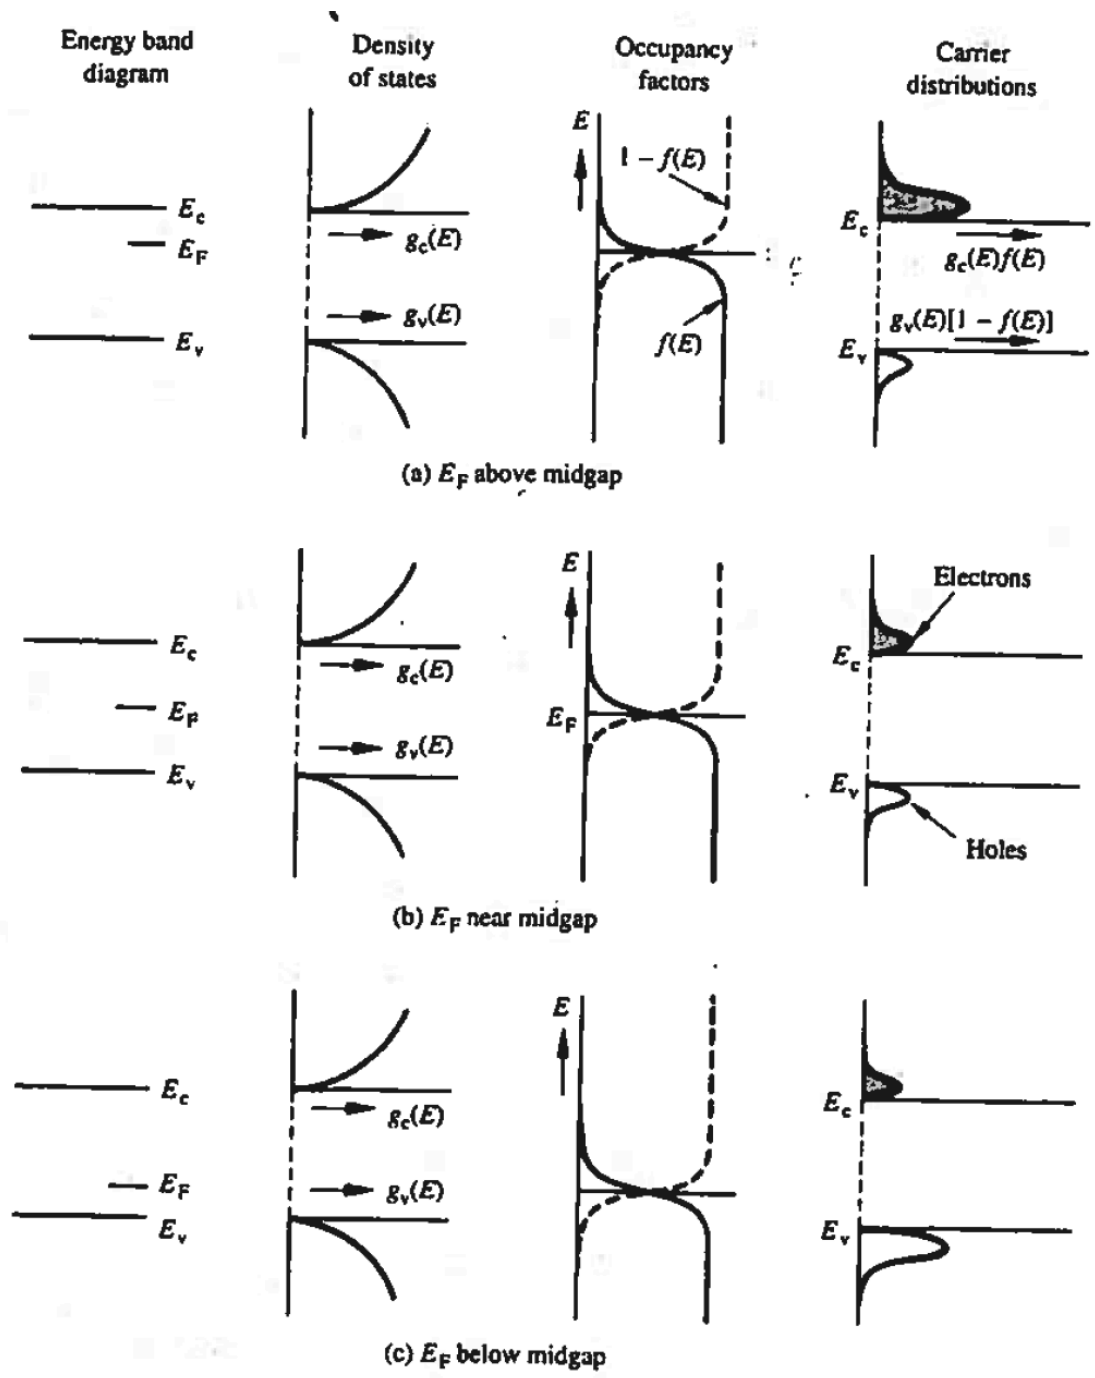 Energy band
diagram
Density
of states
Occupancy
factors
Carrier
distributions
E_c
E_F
E_v
g_c(E)
g_v(E)
E
1 − f(E)
f(E)
E_c
g_c(E)f(E)
g_v(E)[1 − f(E)]
E_v
(a) E_F above midgap
E_c
E_F
E_v
g_c(E)
g_v(E)
E
E_F
Electrons
E_c
E_v
Holes
(b) E_F near midgap
E_c
E_F
E_v
g_c(E)
g_v(E)
E
E_c
E_v
(c) E_F below midgap